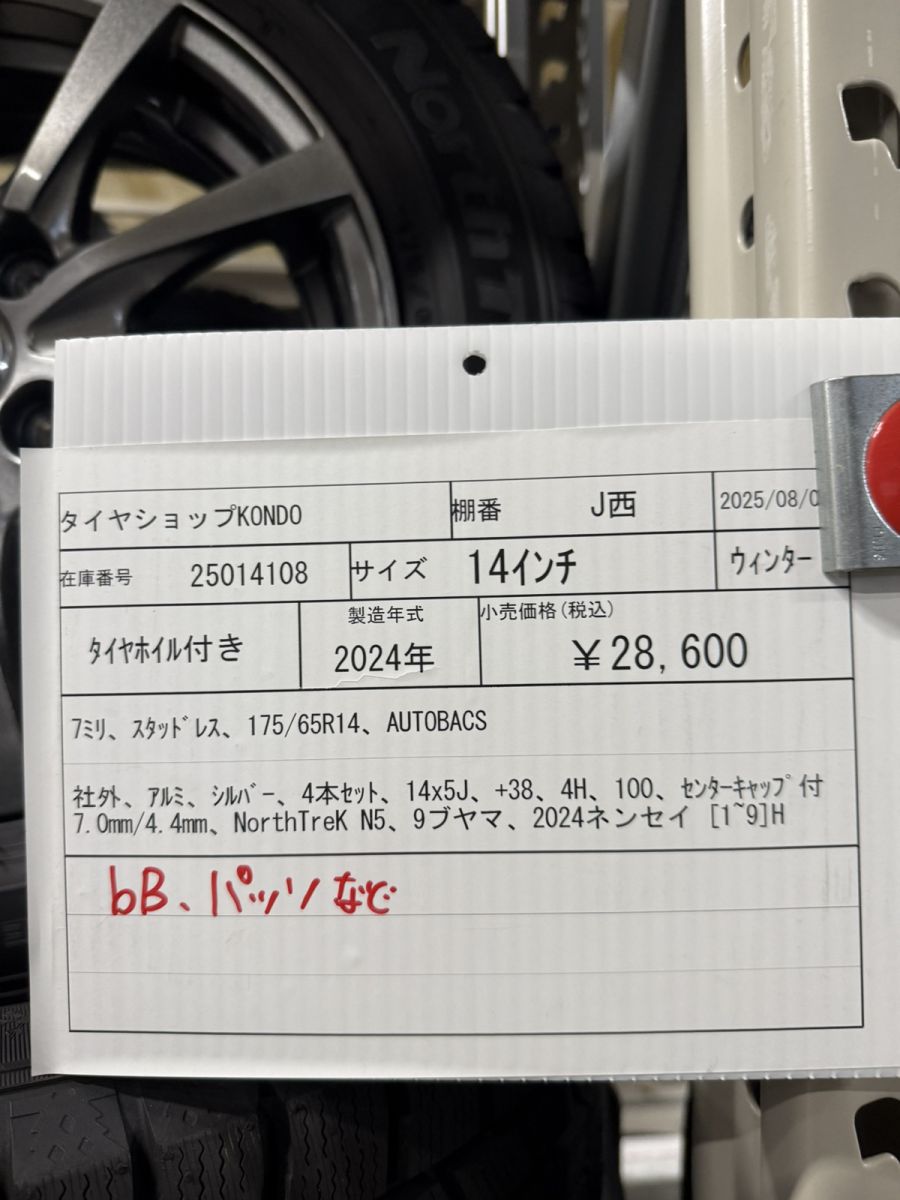 North
タイヤショップKONDO 棚番 J西 2025/08/0
在庫番号 25014108 サイズ 14ｲﾝﾁ ｳｨﾝﾀｰ
ﾀｲﾔﾎｲﾙ付き 製造年式 2024年 小売価格(税込) ￥28,600
7ﾐﾘ、ｽﾀｯﾄﾞﾚｽ、175/65R14、AUTOBACS
社外、ｱﾙﾐ、ｼﾙﾊﾞｰ、4本ｾｯﾄ、14x5J、+38、4H、100、ｾﾝﾀｰｷｬｯﾌﾟ付
7.0mm/4.4mm、NorthTreK N5、9ブヤマ、2024ネンセイ [1~9]H
bB、パッソなど